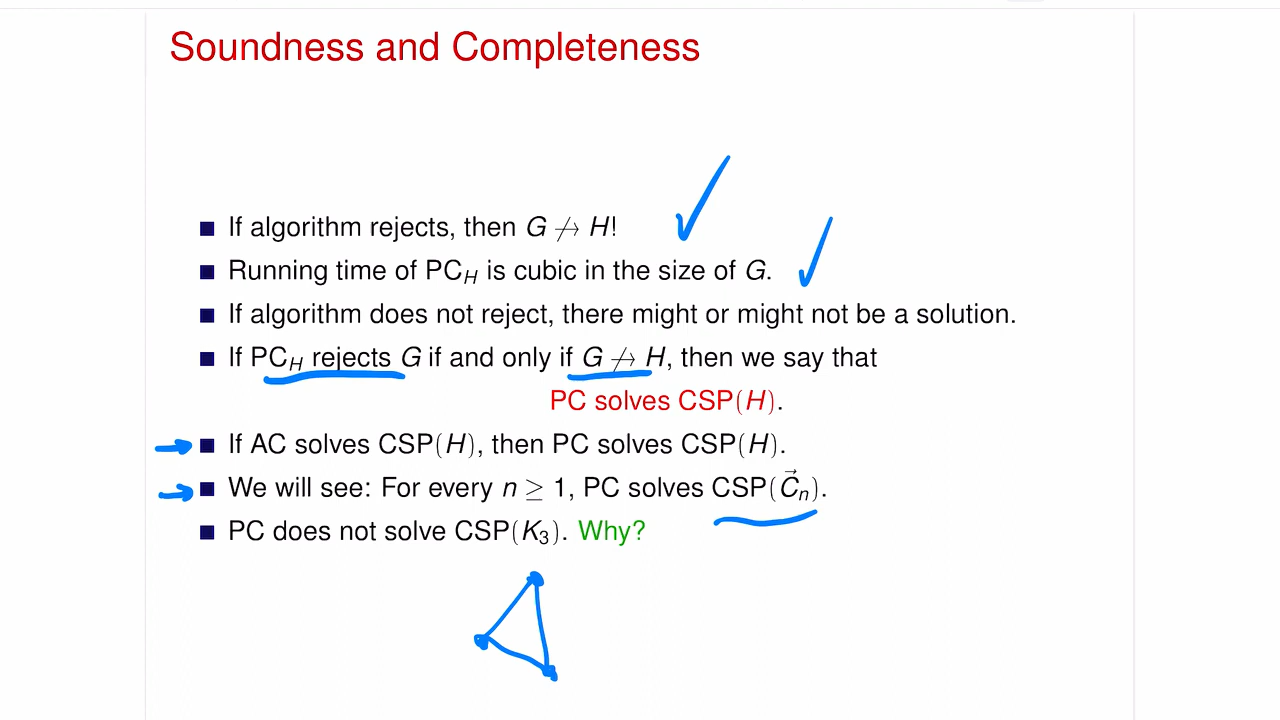 Soundness and Completeness
If algorithm rejects, then G ↛ H!
Running time of PC_H is cubic in the size of G.
If algorithm does not reject, there might or might not be a solution.
If PC_H rejects G if and only if G ↛ H, then we say that
PC solves CSP(H).
If AC solves CSP(H), then PC solves CSP(H).
We will see: For every n ≥ 1, PC solves CSP(C⃗_n).
PC does not solve CSP(K_3). Why?